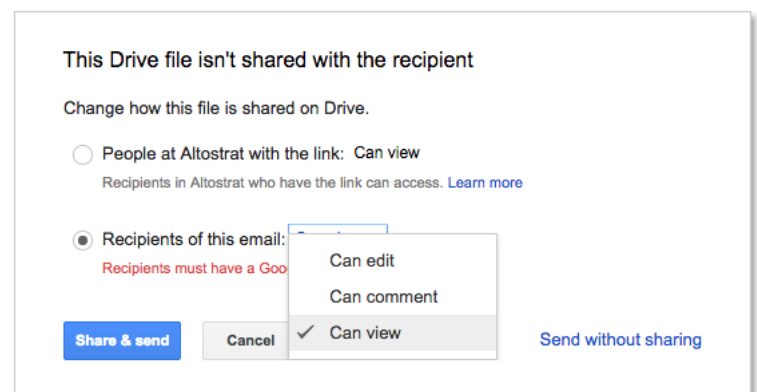 This Drive file isn't shared with the recipient
Change how this file is shared on Drive.
People at Altostrat with the link: Can view
Recipients in Altostrat who have the link can access. Learn more
Recipients of this email:
Recipients must have a Goo
Can edit
Can comment
Can view
Share & send
Cancel
Send without sharing